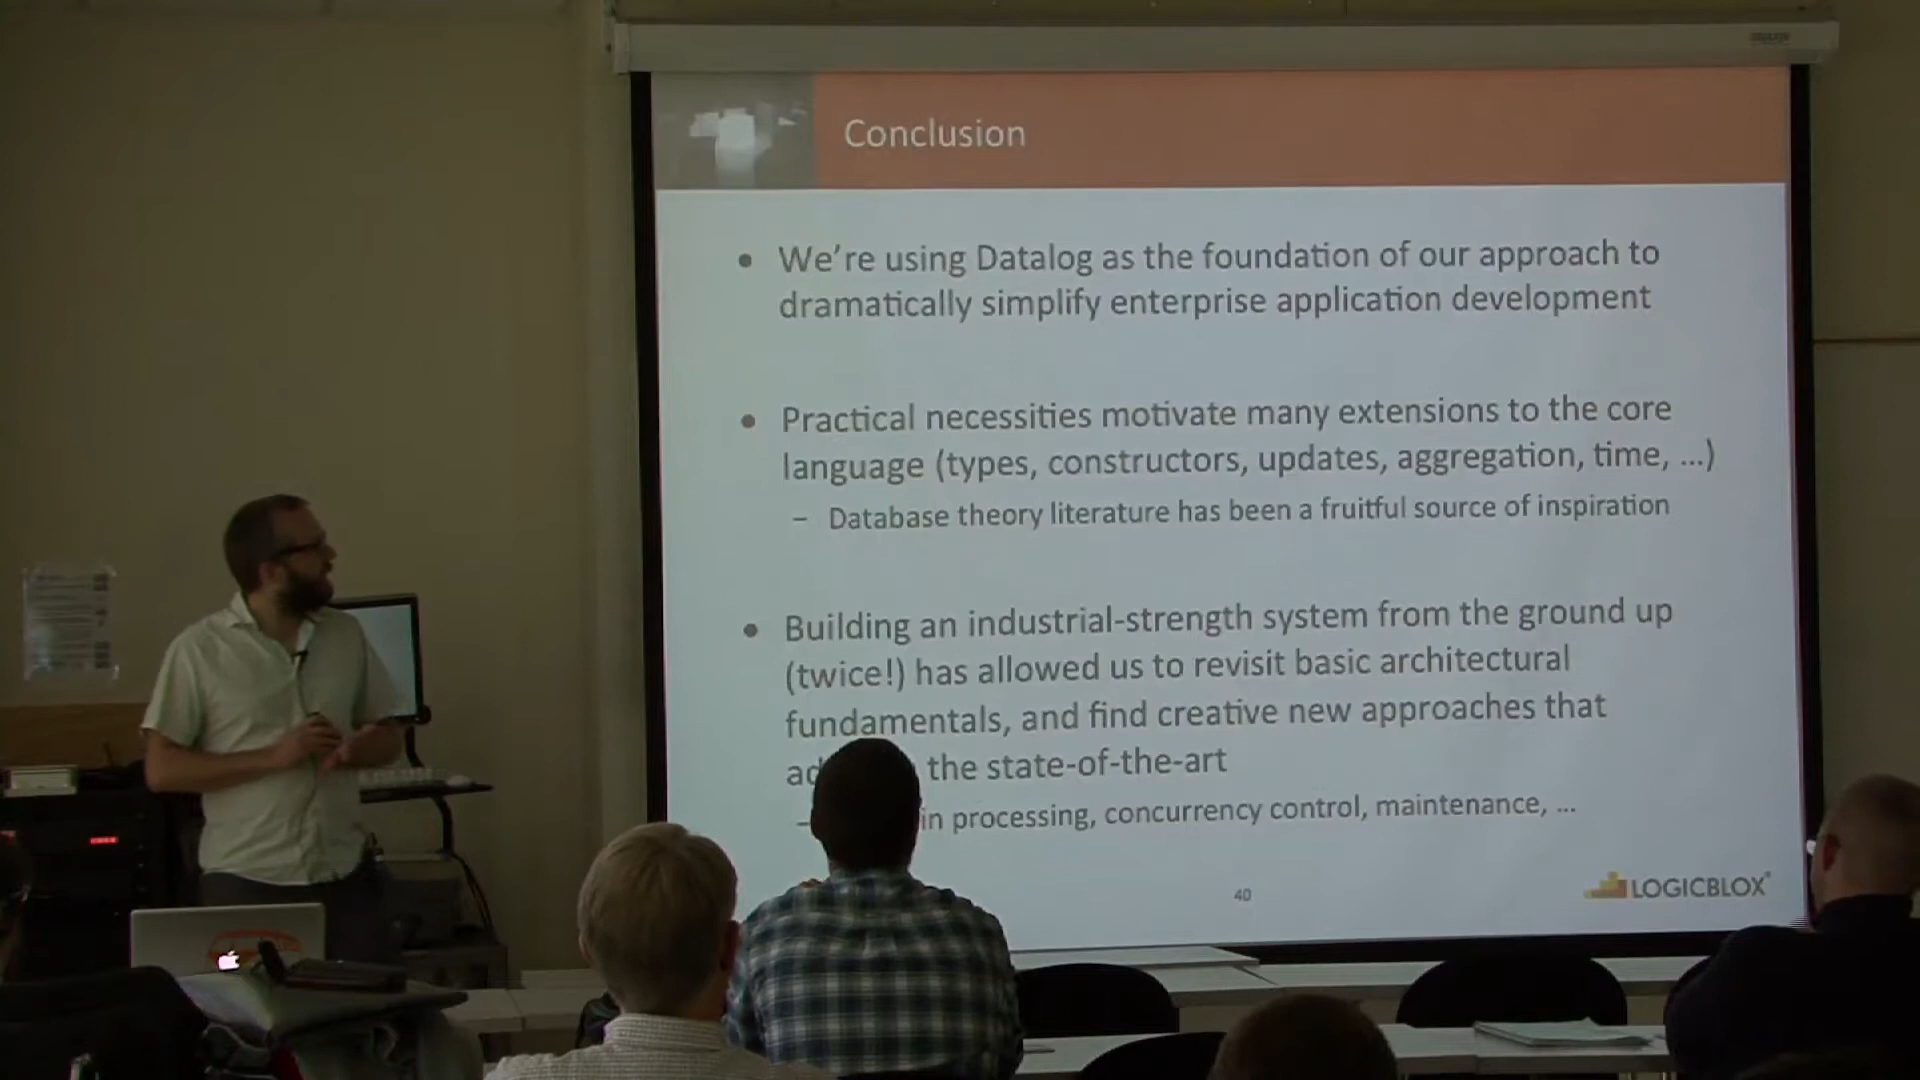 Conclusion
• We're using Datalog as the foundation of our approach to
dramatically simplify enterprise application development
• Practical necessities motivate many extensions to the core
language (types, constructors, updates, aggregation, time, ...)
– Database theory literature has been a fruitful source of inspiration
• Building an industrial-strength system from the ground up
(twice!) has allowed us to revisit basic architectural
fundamentals, and find creative new approaches that
the state-of-the-art
– in processing, concurrency control, maintenance, ...
40
LOGICBLOX